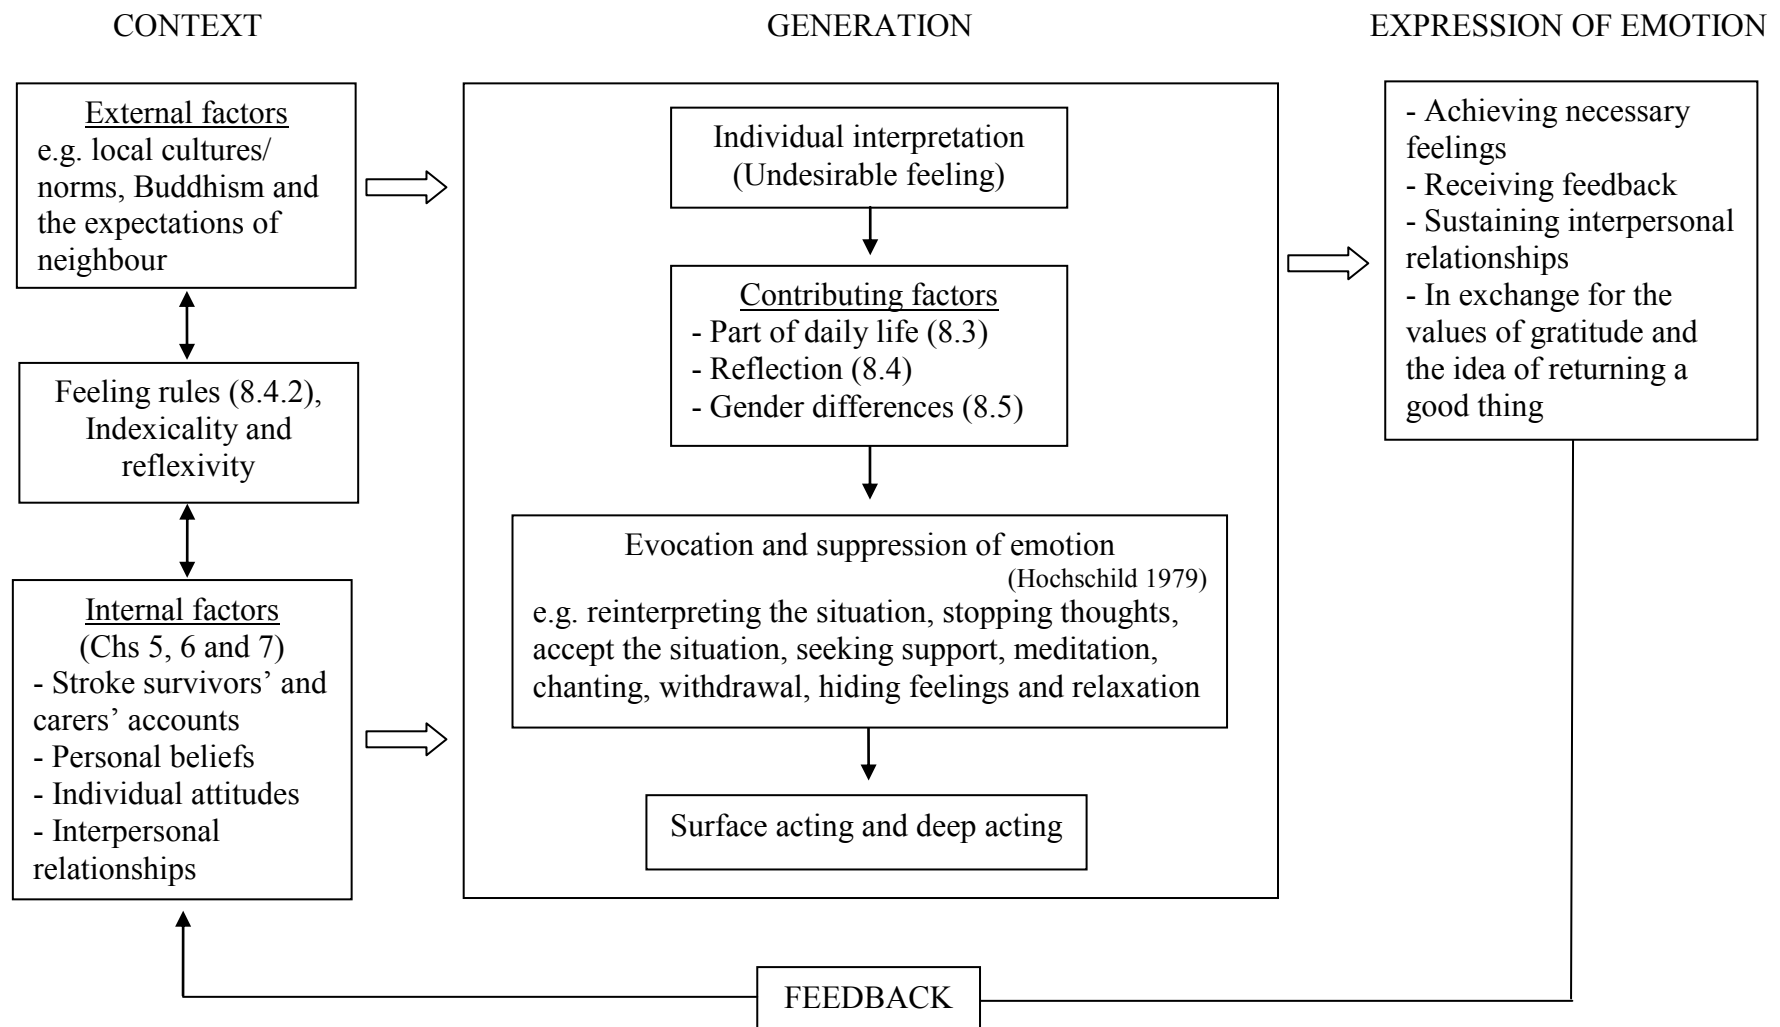 CONTEXT
GENERATION
EXPRESSION OF EMOTION
External factors
e.g. local cultures/
norms, Buddhism and
the expectations of
neighbour
Feeling rules (8.4.2),
Indexicality and
reflexivity
Internal factors
(Chs 5, 6 and 7)
- Stroke survivors’ and
carers’ accounts
- Personal beliefs
- Individual attitudes
- Interpersonal
relationships
Individual interpretation
(Undesirable feeling)
Contributing factors
- Part of daily life (8.3)
- Reflection (8.4)
- Gender differences (8.5)
Evocation and suppression of emotion
(Hochschild 1979)
e.g. reinterpreting the situation, stopping thoughts,
accept the situation, seeking support, meditation,
chanting, withdrawal, hiding feelings and relaxation
Surface acting and deep acting
- Achieving necessary
feelings
- Receiving feedback
- Sustaining interpersonal
relationships
- In exchange for the
values of gratitude and
the idea of returning a
good thing
FEEDBACK